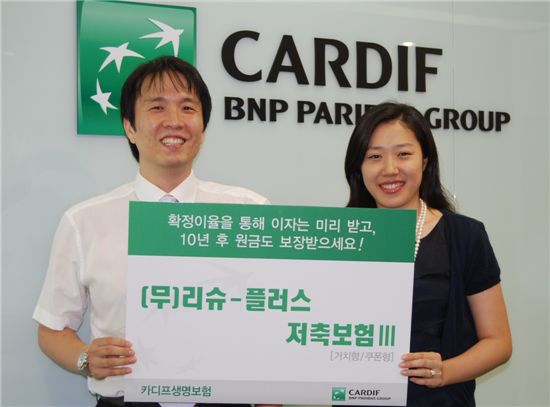 CARDIF
BNP PARIBAS GROUP
확정이율을 통해 이자는 미리 받고,
10년 후 원금도 보장받으세요!
(무)리슈-플러스
저축보험Ⅲ
[거치형/쿠폰형]
카디프생명보험
CARDIF
BNP PARIBAS GROUP